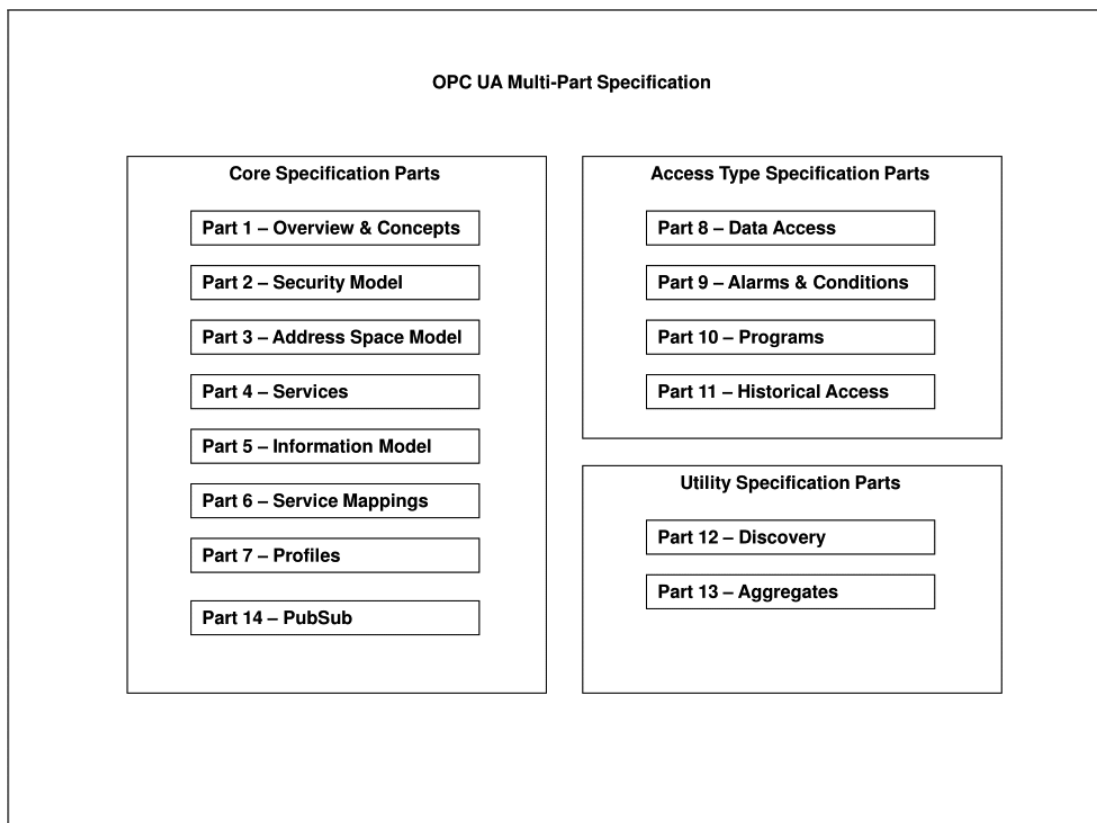 OPC UA Multi-Part Specification
Core Specification Parts
Part 1 – Overview & Concepts
Part 2 – Security Model
Part 3 – Address Space Model
Part 4 – Services
Part 5 – Information Model
Part 6 – Service Mappings
Part 7 – Profiles
Part 14 – PubSub
Access Type Specification Parts
Part 8 – Data Access
Part 9 – Alarms & Conditions
Part 10 – Programs
Part 11 – Historical Access
Utility Specification Parts
Part 12 – Discovery
Part 13 – Aggregates